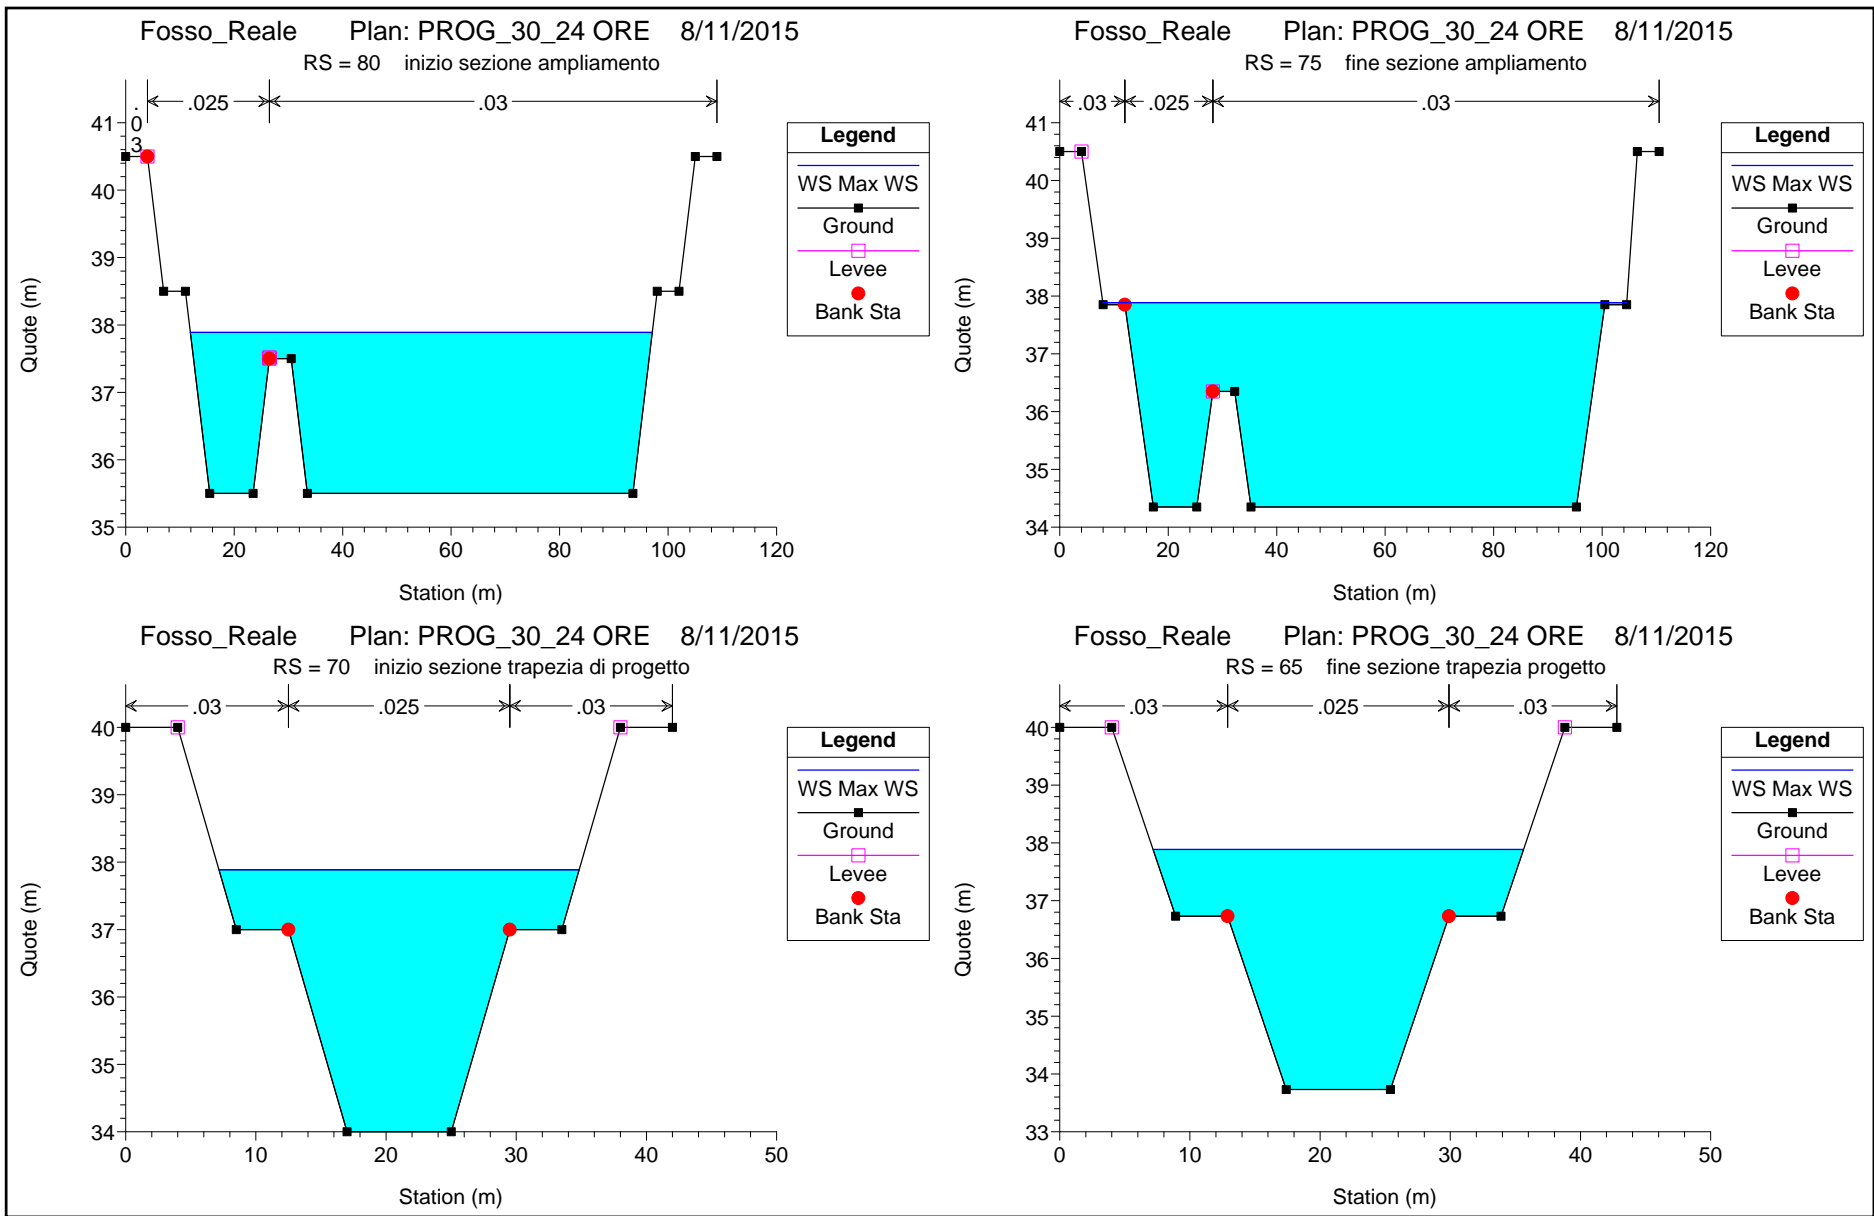 Fosso_Reale Plan: PROG_30_24 ORE 8/11/2015
RS = 80 inizio sezione ampliamento
.03
.025
.03
41
40
39
38
37
36
35
0 20 40 60 80 100 120
Quote (m)
Station (m)
Legend
WS Max WS
Ground
Levee
Bank Sta
Fosso_Reale Plan: PROG_30_24 ORE 8/11/2015
RS = 75 fine sezione ampliamento
.03
.025
.03
41
40
39
38
37
36
35
34
0 20 40 60 80 100 120
Quote (m)
Station (m)
Legend
WS Max WS
Ground
Levee
Bank Sta
Fosso_Reale Plan: PROG_30_24 ORE 8/11/2015
RS = 70 inizio sezione trapezia di progetto
.03
.025
.03
40
39
38
37
36
35
34
0 10 20 30 40 50
Quote (m)
Station (m)
Legend
WS Max WS
Ground
Levee
Bank Sta
Fosso_Reale Plan: PROG_30_24 ORE 8/11/2015
RS = 65 fine sezione trapezia progetto
.03
.025
.03
40
39
38
37
36
35
34
33
0 10 20 30 40 50
Quote (m)
Station (m)
Legend
WS Max WS
Ground
Levee
Bank Sta